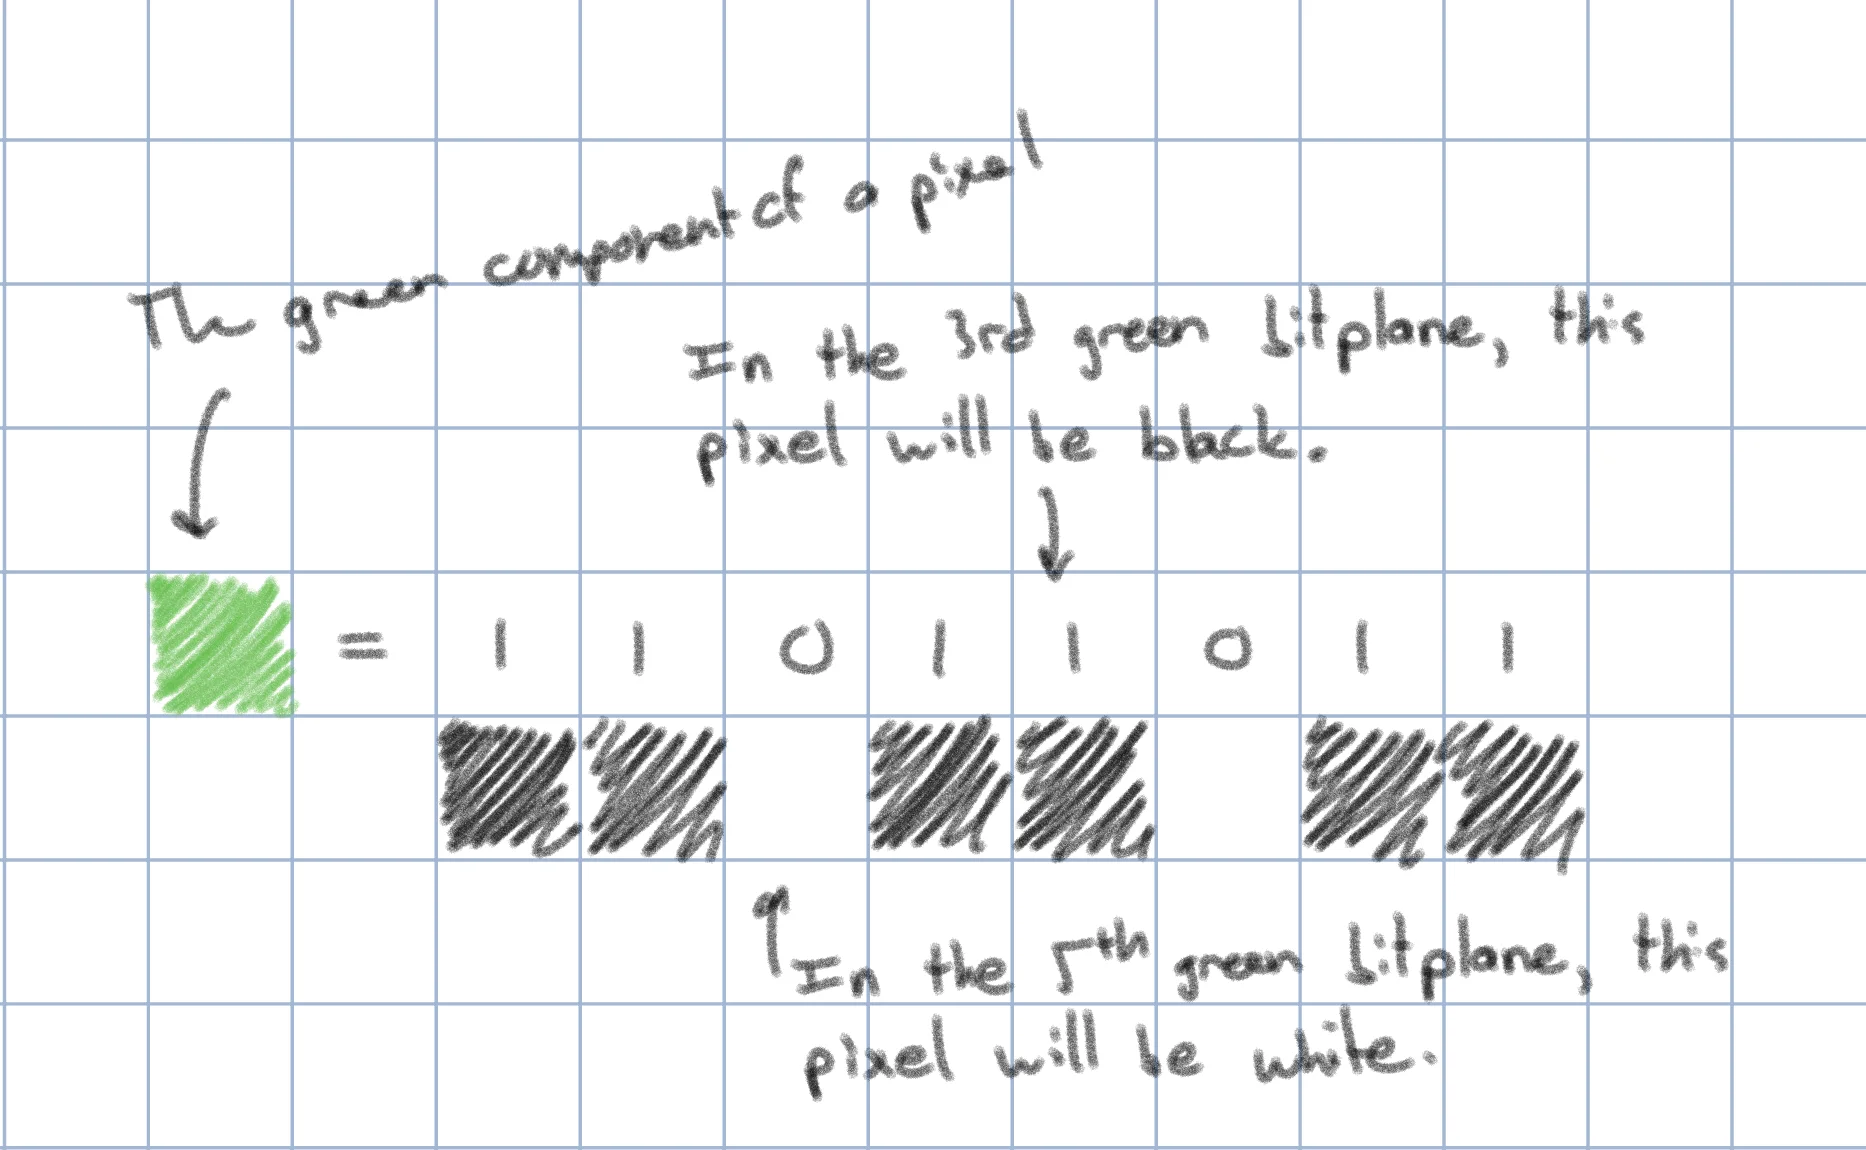 Th green component of a pixel
In the 3rd green bitplane, this
pixel will be black.
= 1 1 0 1 1 0 1 1
In the 5th green bitplane, this
pixel will be white.